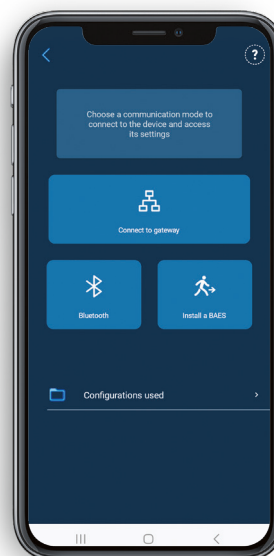 ?
Choose a communication mode to
connect to the device and access
its settings
Connect to gateway
Bluetooth
Install a BAES
Configurations used